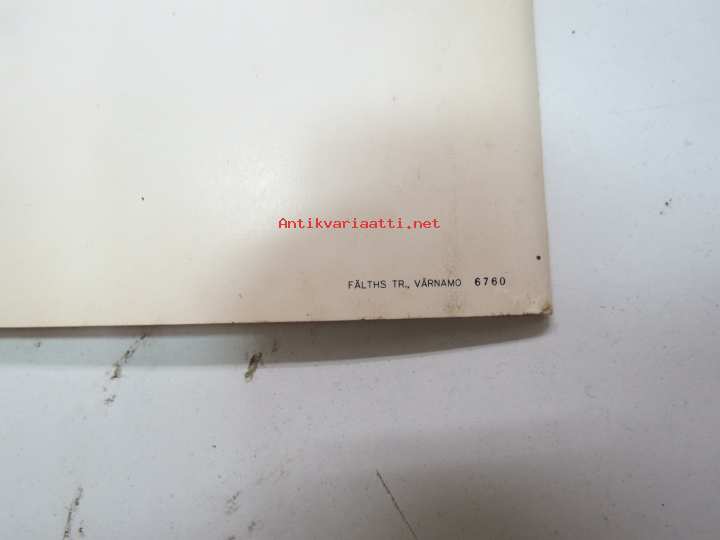 Antikvariaatti.net
FÄLTHS TR., VÄRNAMO 6760